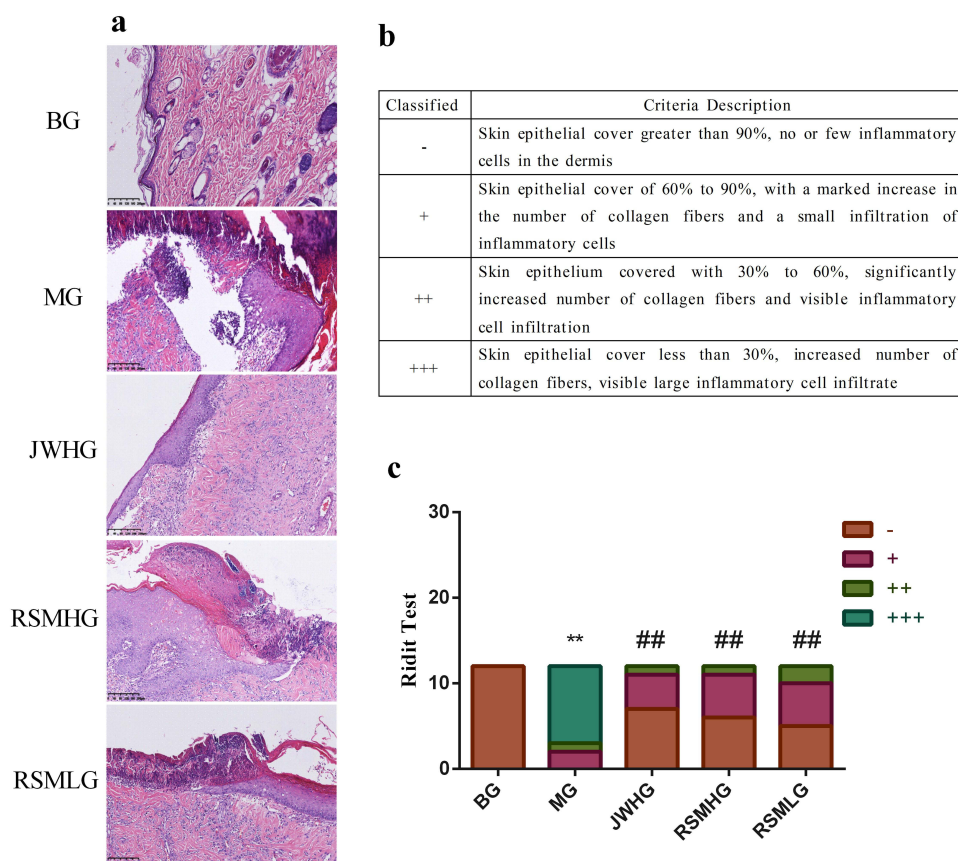 a
BG
MG
JWHG
RSMHG
RSMLG
b
Classified Criteria Description
- Skin epithelial cover greater than 90%, no or few inflammatory
cells in the dermis
+ Skin epithelial cover of 60% to 90%, with a marked increase in
the number of collagen fibers and a small infiltration of
inflammatory cells
++ Skin epithelium covered with 30% to 60%, significantly
increased number of collagen fibers and visible inflammatory
cell infiltration
+++ Skin epithelial cover less than 30%, increased number of
collagen fibers, visible large inflammatory cell infiltrate
c
Ridit Test
30
20
10
0
** ## ## ##
BG MG JWHG RSMHG RSMLG
-
+
++
+++